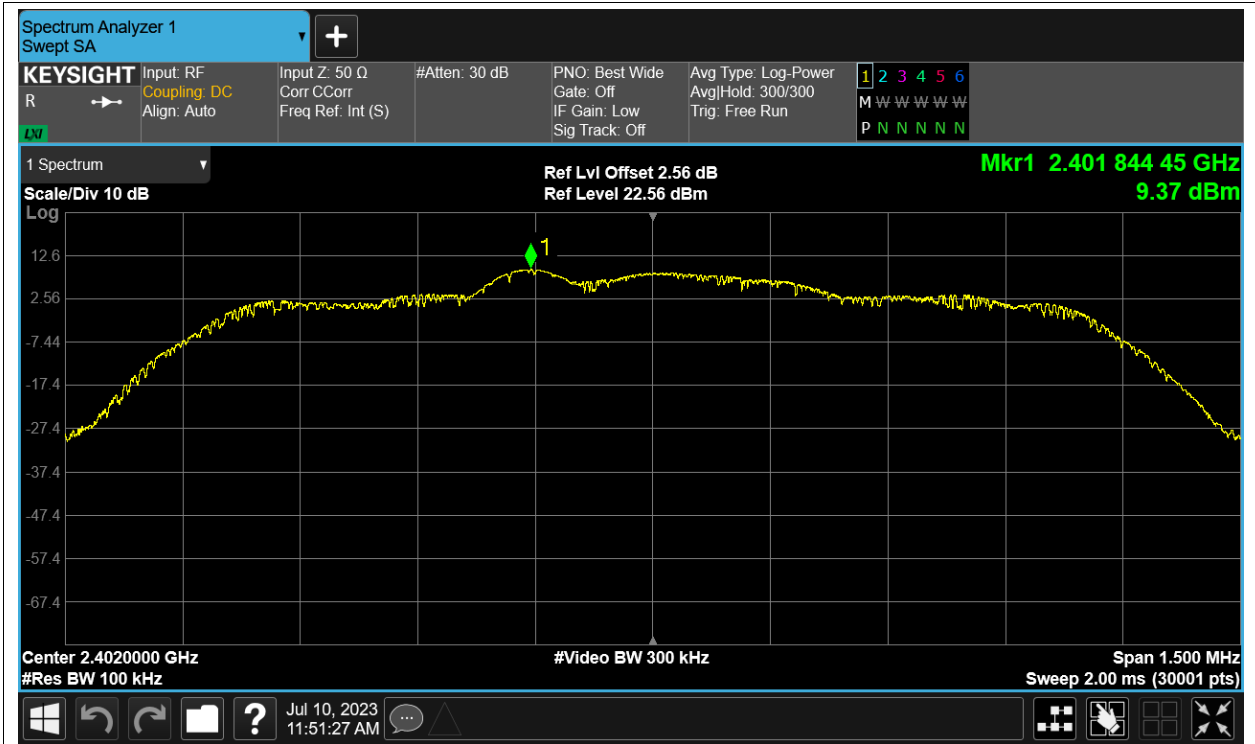 Spectrum Analyzer 1
Swept SA
+
KEYSIGHT
R
LXI
Input: RF
Coupling: DC
Align: Auto
Input Z: 50 Ω
Corr CCorr
Freq Ref: Int (S)
#Atten: 30 dB
PNO: Best Wide
Gate: Off
IF Gain: Low
Sig Track: Off
Avg Type: Log-Power
Avg|Hold: 300/300
Trig: Free Run
1 2 3 4 5 6
M W W W W W
P N N N N N
1 Spectrum
Scale/Div 10 dB
Ref Lvl Offset 2.56 dB
Ref Level 22.56 dBm
Mkr1 2.401 844 45 GHz
9.37 dBm
Log
1
12.6
2.56
-7.44
-17.4
-27.4
-37.4
-47.4
-57.4
-67.4
Center 2.4020000 GHz
#Video BW 300 kHz
Span 1.500 MHz
#Res BW 100 kHz
Sweep 2.00 ms (30001 pts)
?
Jul 10, 2023
11:51:27 AM